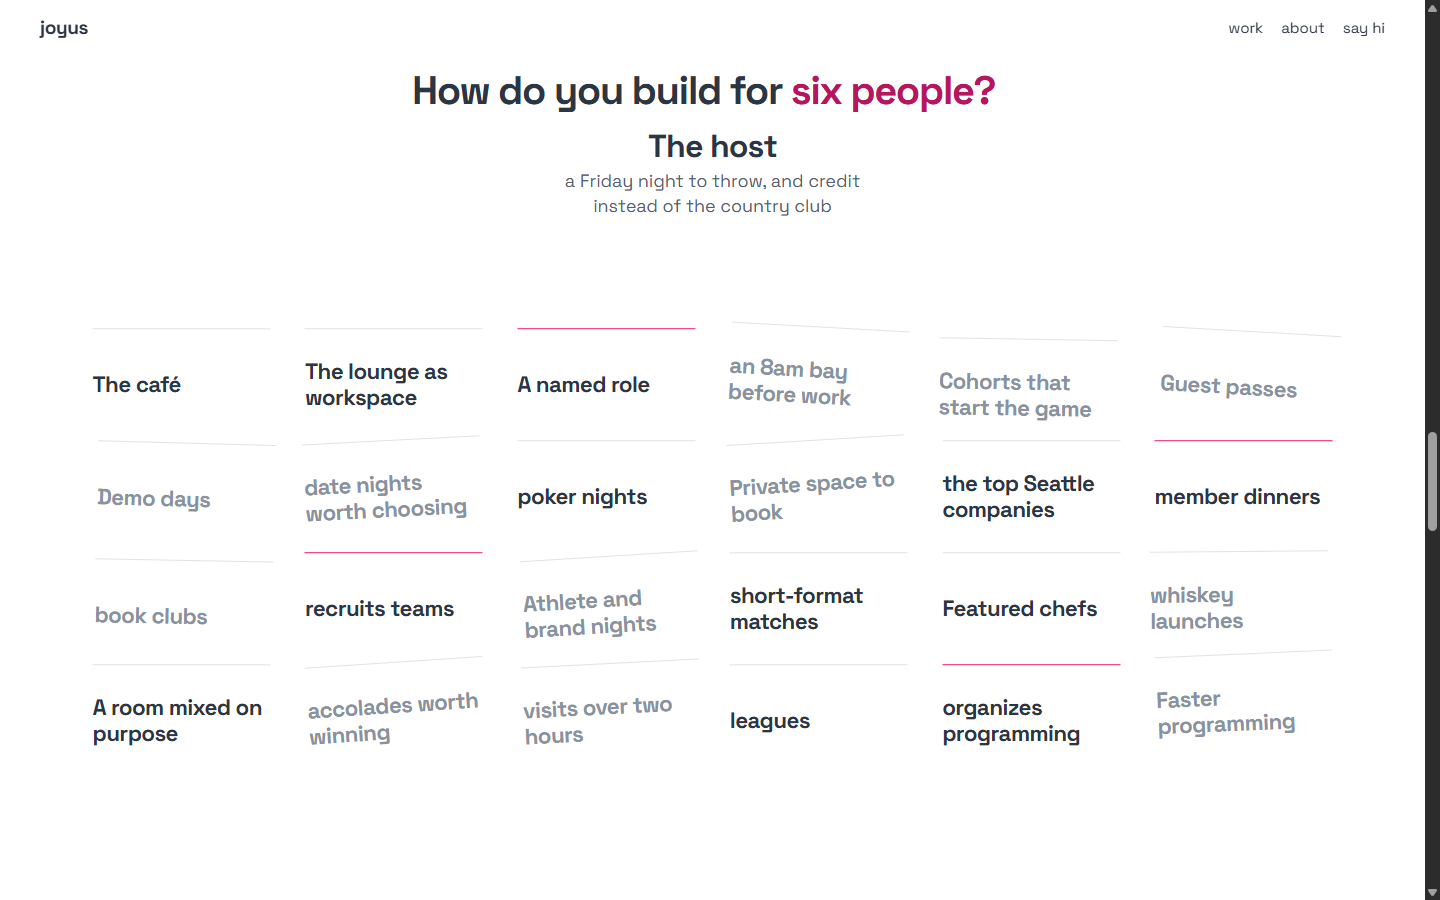 joyus
work about say hi
How do you build for six people?
The host
a Friday night to throw, and credit
instead of the country club
The café
The lounge as
workspace
A named role
an 8am bay
before work
Cohorts that
start the game
Guest passes
Demo days
date nights
worth choosing
poker nights
Private space to
book
the top Seattle
companies
member dinners
book clubs
recruits teams
Athlete and
brand nights
short-format
matches
Featured chefs
whiskey
launches
A room mixed on
purpose
accolades worth
winning
visits over two
hours
leagues
organizes
programming
Faster
programming